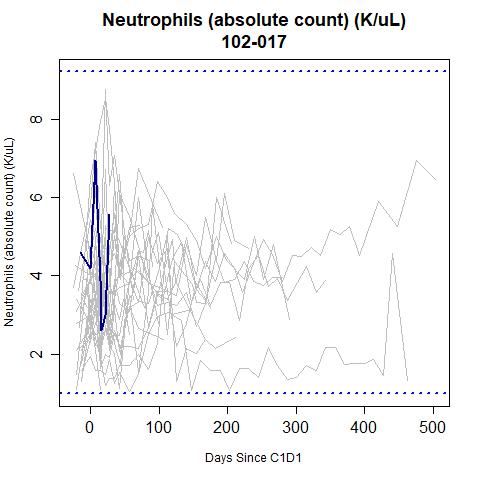 Neutrophils (absolute count) (K/uL)
102-017
Neutrophils (absolute count) (K/uL)
8
6
4
2
0 100 200 300 400 500
Days Since C1D1